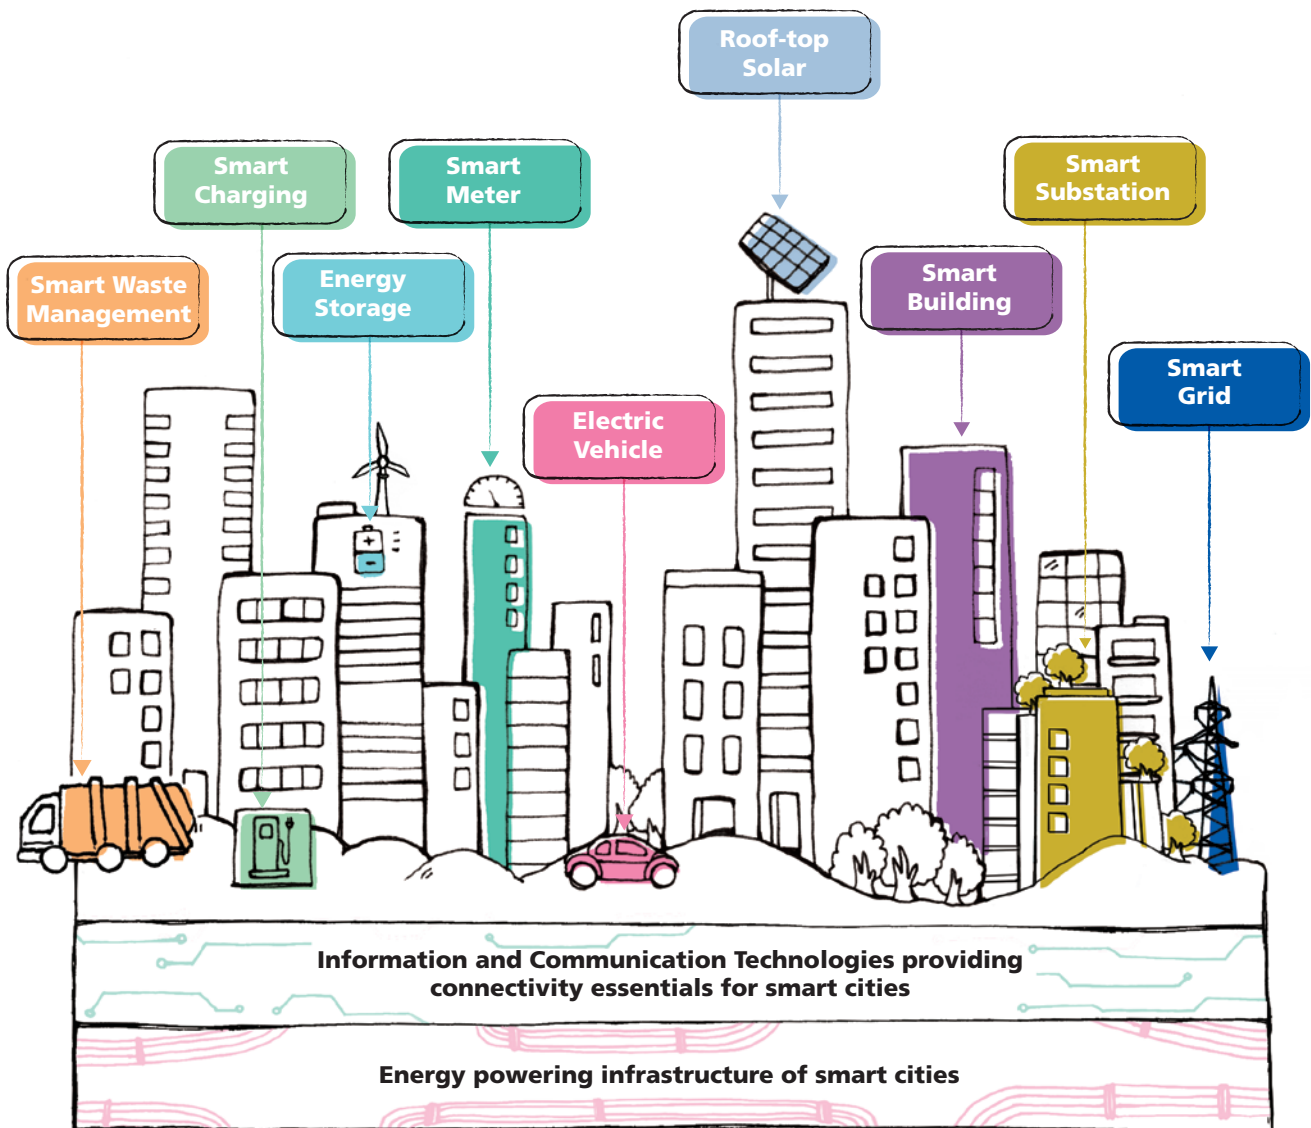 Roof-top
Solar
Smart
Charging
Smart
Meter
Smart
Substation
Smart Waste
Management
Energy
Storage
Smart
Building
Smart
Grid
Electric
Vehicle
+
-
Information and Communication Technologies providing
connectivity essentials for smart cities
Energy powering infrastructure of smart cities